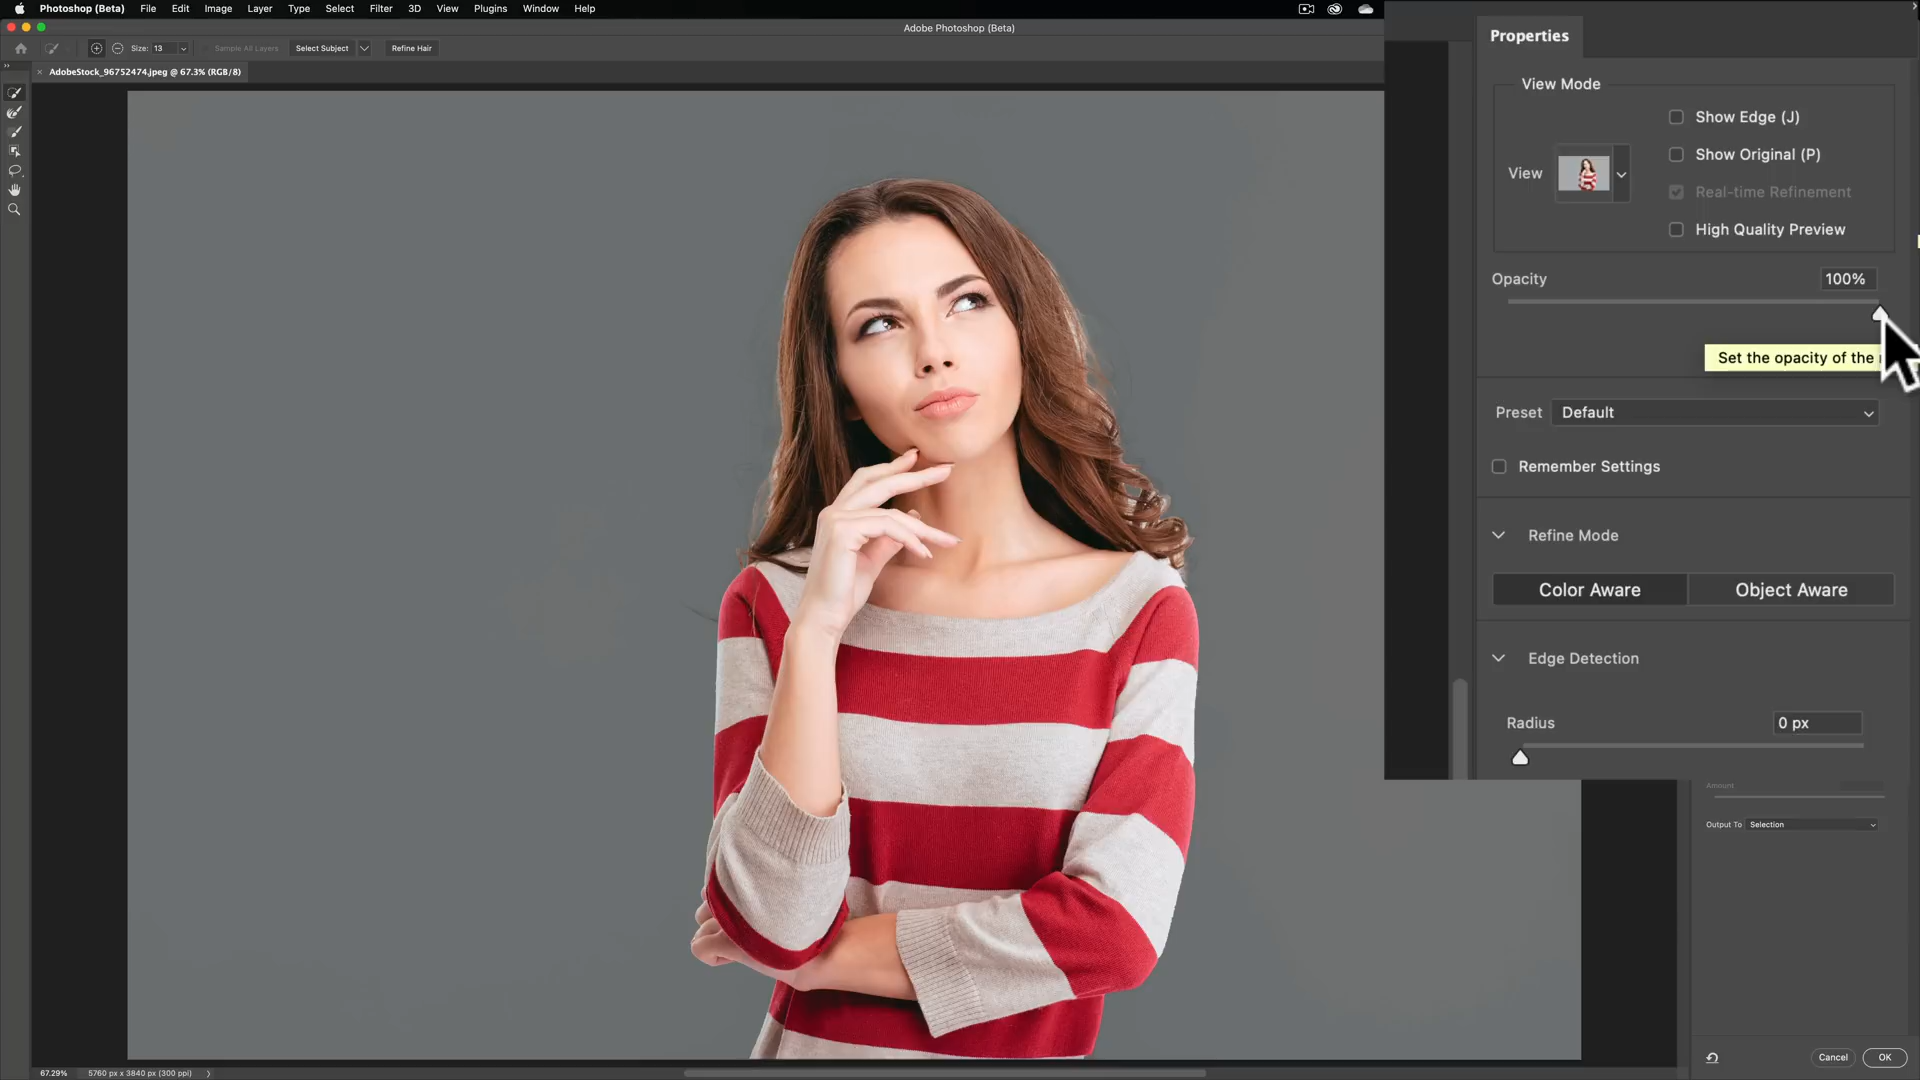 Photoshop (Beta) File Edit Image Layer Type Select Filter 3D View Plugins Window Help
Adobe Photoshop (Beta)
Size: 13 Sample All Layers Select Subject Refine Hair
AdobeStock_96752474.jpeg @ 67.3% (RGB/8)
Properties
View Mode
Show Edge (J)
Show Original (P)
View
Real-time Refinement
High Quality Preview
Opacity 100%
Set the opacity of the
Preset Default
Remember Settings
Refine Mode
Color Aware Object Aware
Edge Detection
Radius 0 px
Amount
Output To Selection
Cancel OK
67.29% 5760 px x 3840 px (300 ppi)